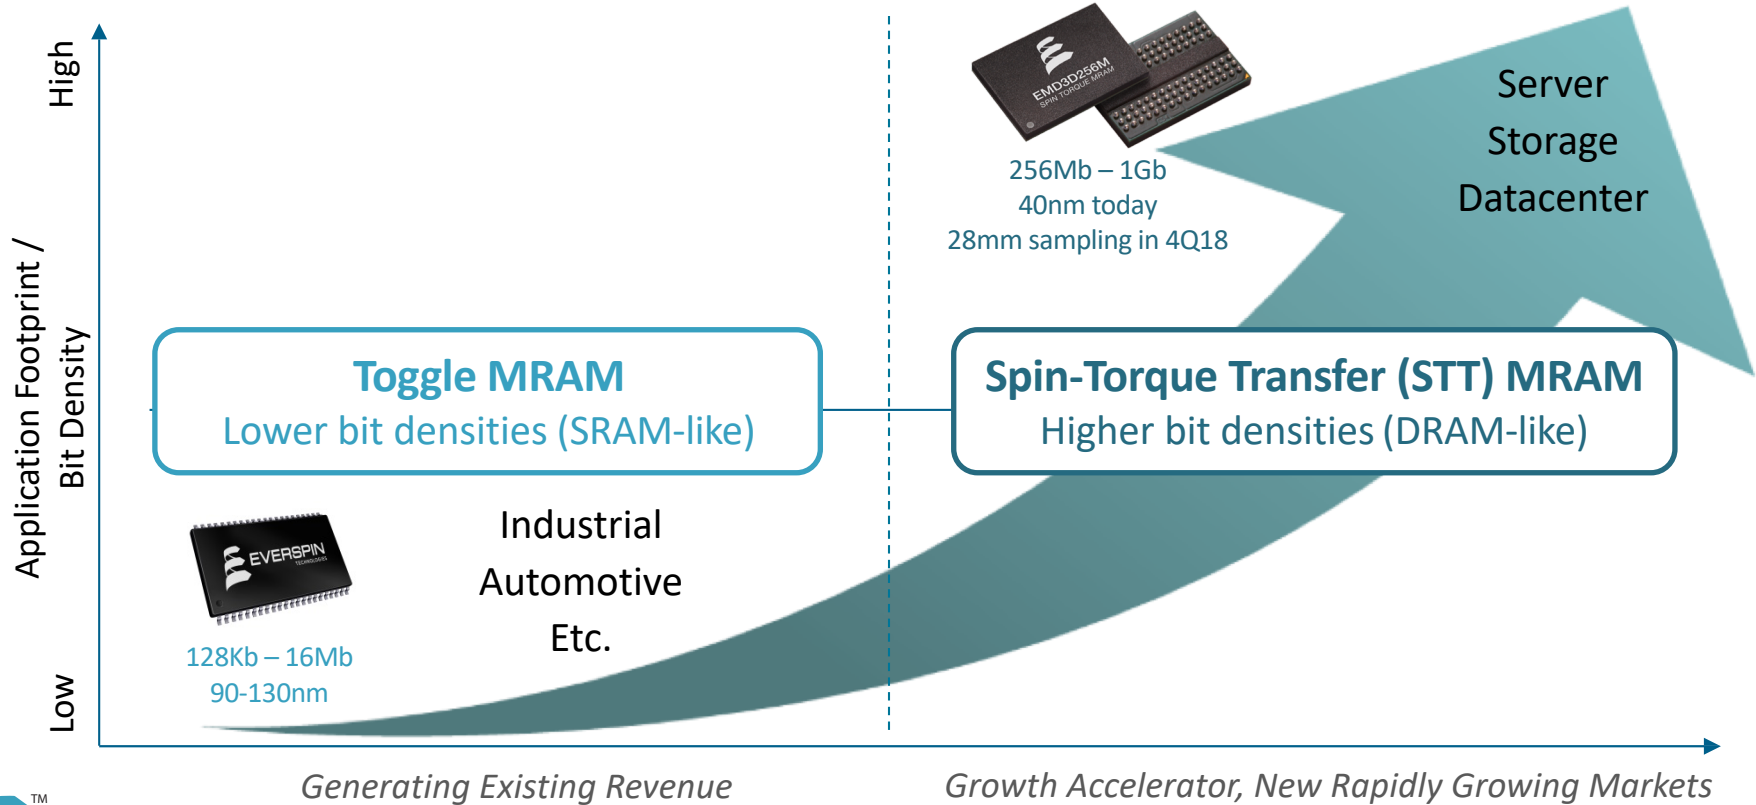 High
Application Footprint /
Bit Density
Low
EMD3D256M
SPIN TORQUE MRAM
256Mb – 1Gb
40nm today
28mm sampling in 4Q18
Server
Storage
Datacenter
Toggle MRAM
Lower bit densities (SRAM-like)
Spin-Torque Transfer (STT) MRAM
Higher bit densities (DRAM-like)
EVERSPIN
TECHNOLOGIES
128Kb – 16Mb
90-130nm
Industrial
Automotive
Etc.
Generating Existing Revenue
Growth Accelerator, New Rapidly Growing Markets
TM